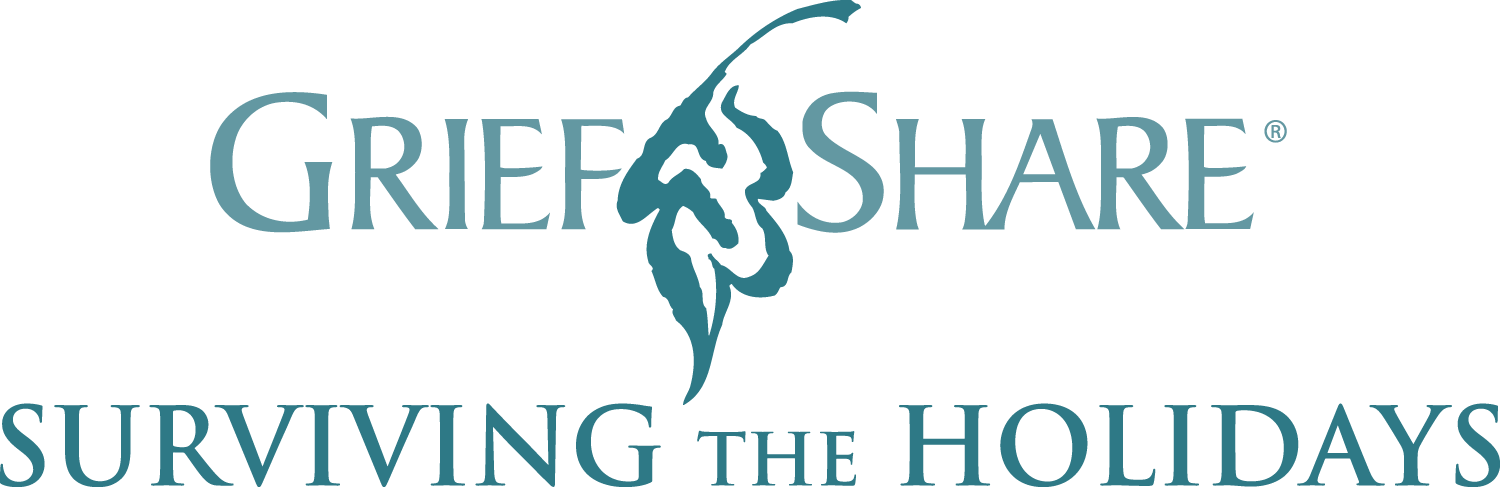 GRIEFSHARE®
SURVIVING THE HOLIDAYS